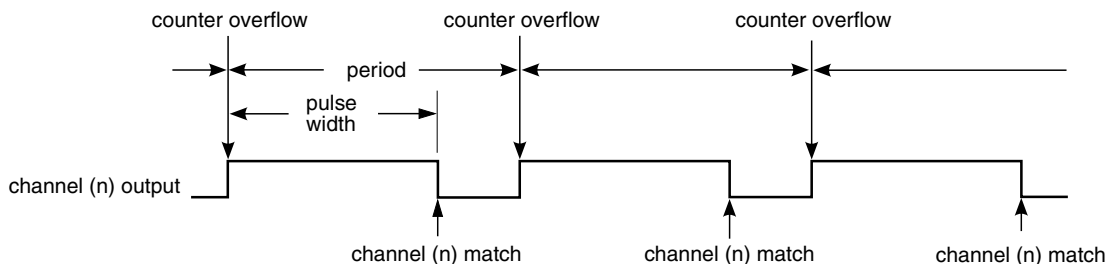 counter overflow
counter overflow
counter overflow
period
pulse
width
channel (n) output
channel (n) match
channel (n) match
channel (n) match